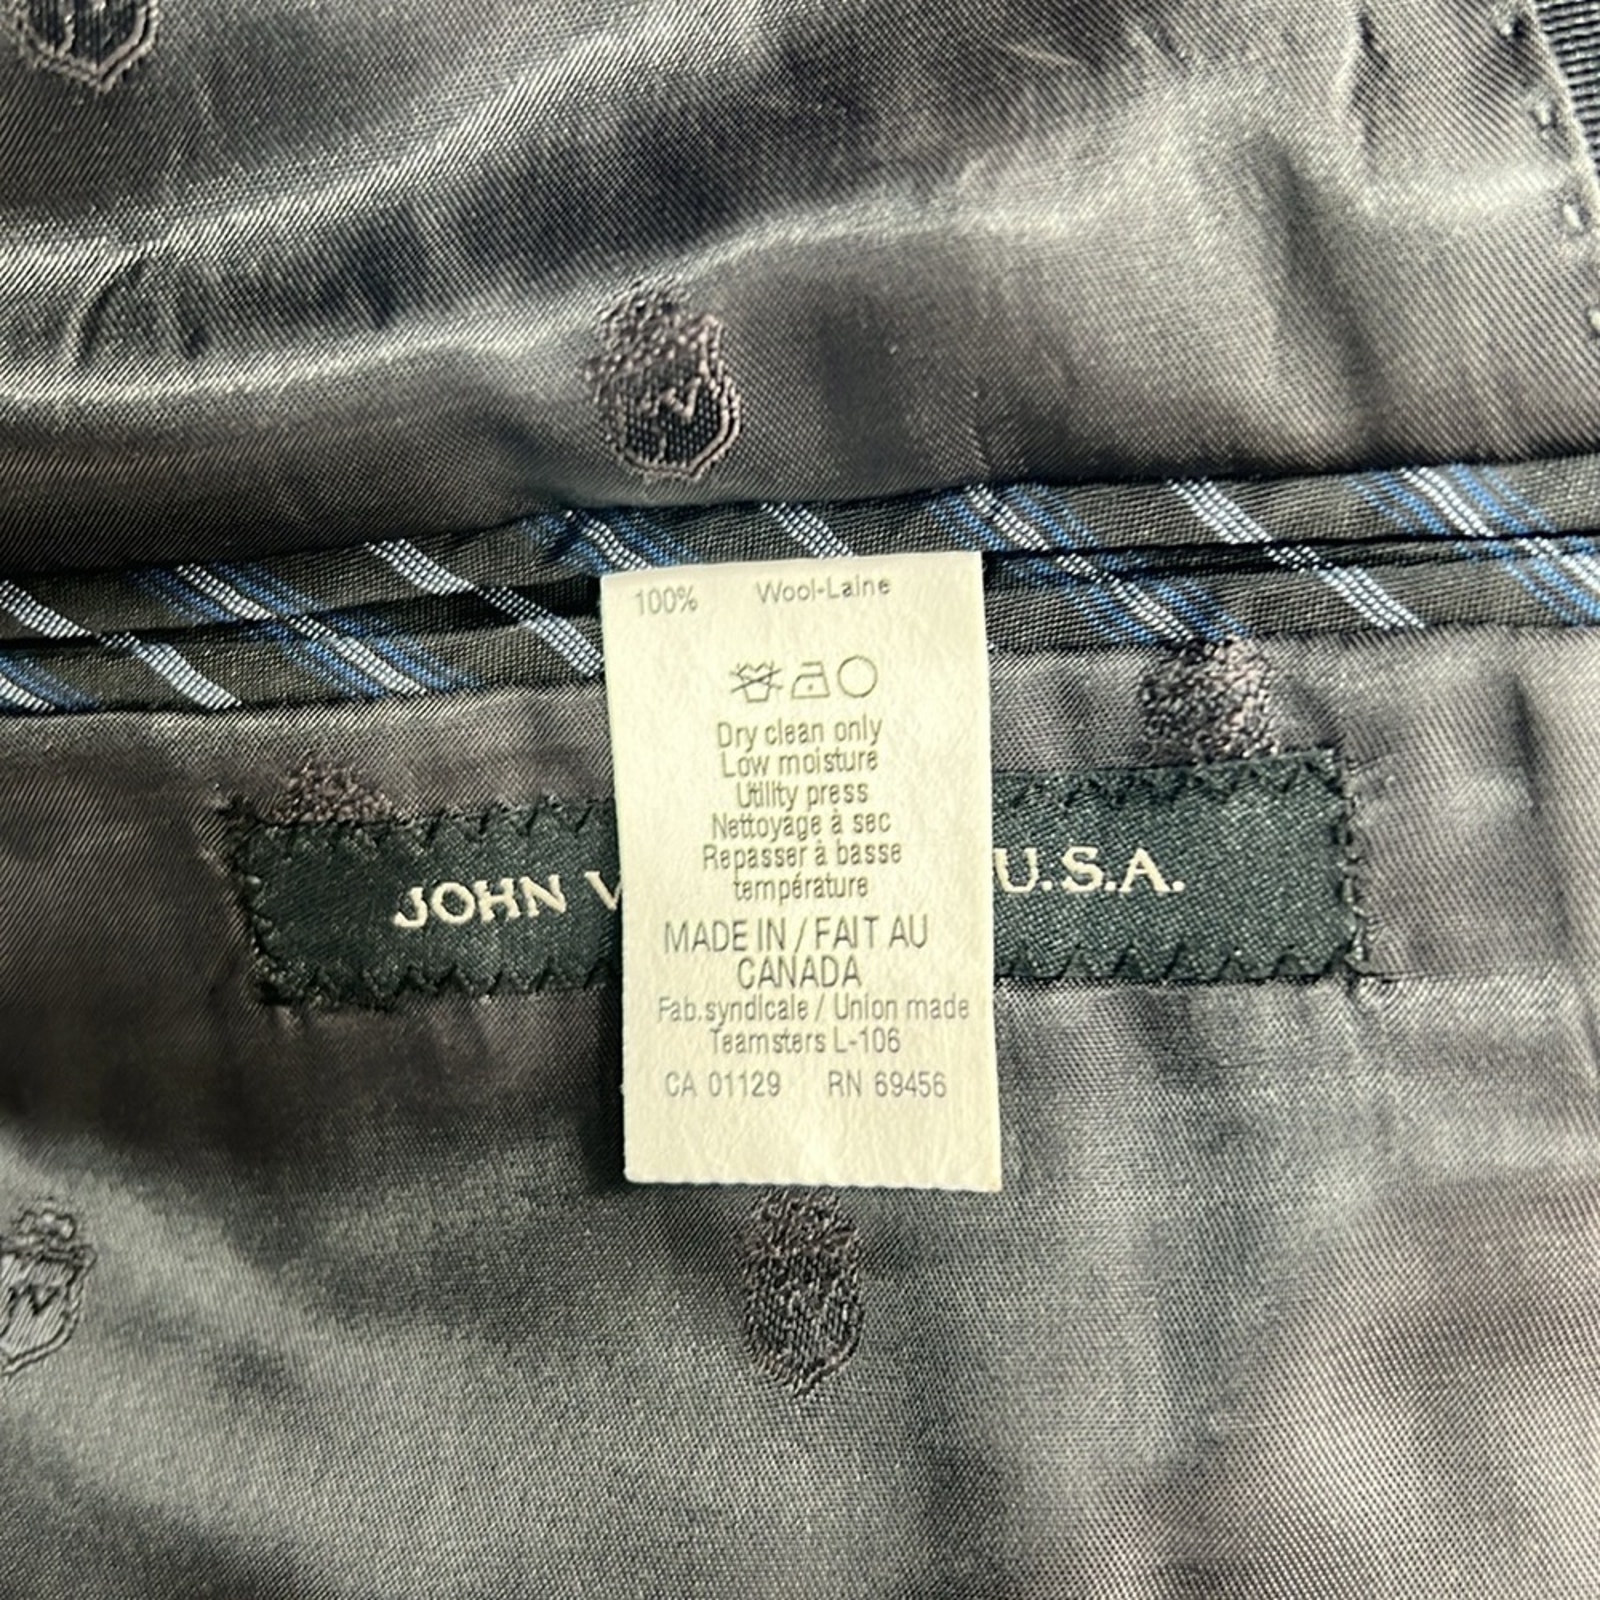 100% Wool-Laine
Dry clean only
Low moisture
Utility press
Nettoyage à sec
Repasser à basse
température
JOHN U.S.A.
MADE IN / FAIT AU
CANADA
Fab.syndicale / Union made
Teamsters L-106
CA 01129 RN 69456